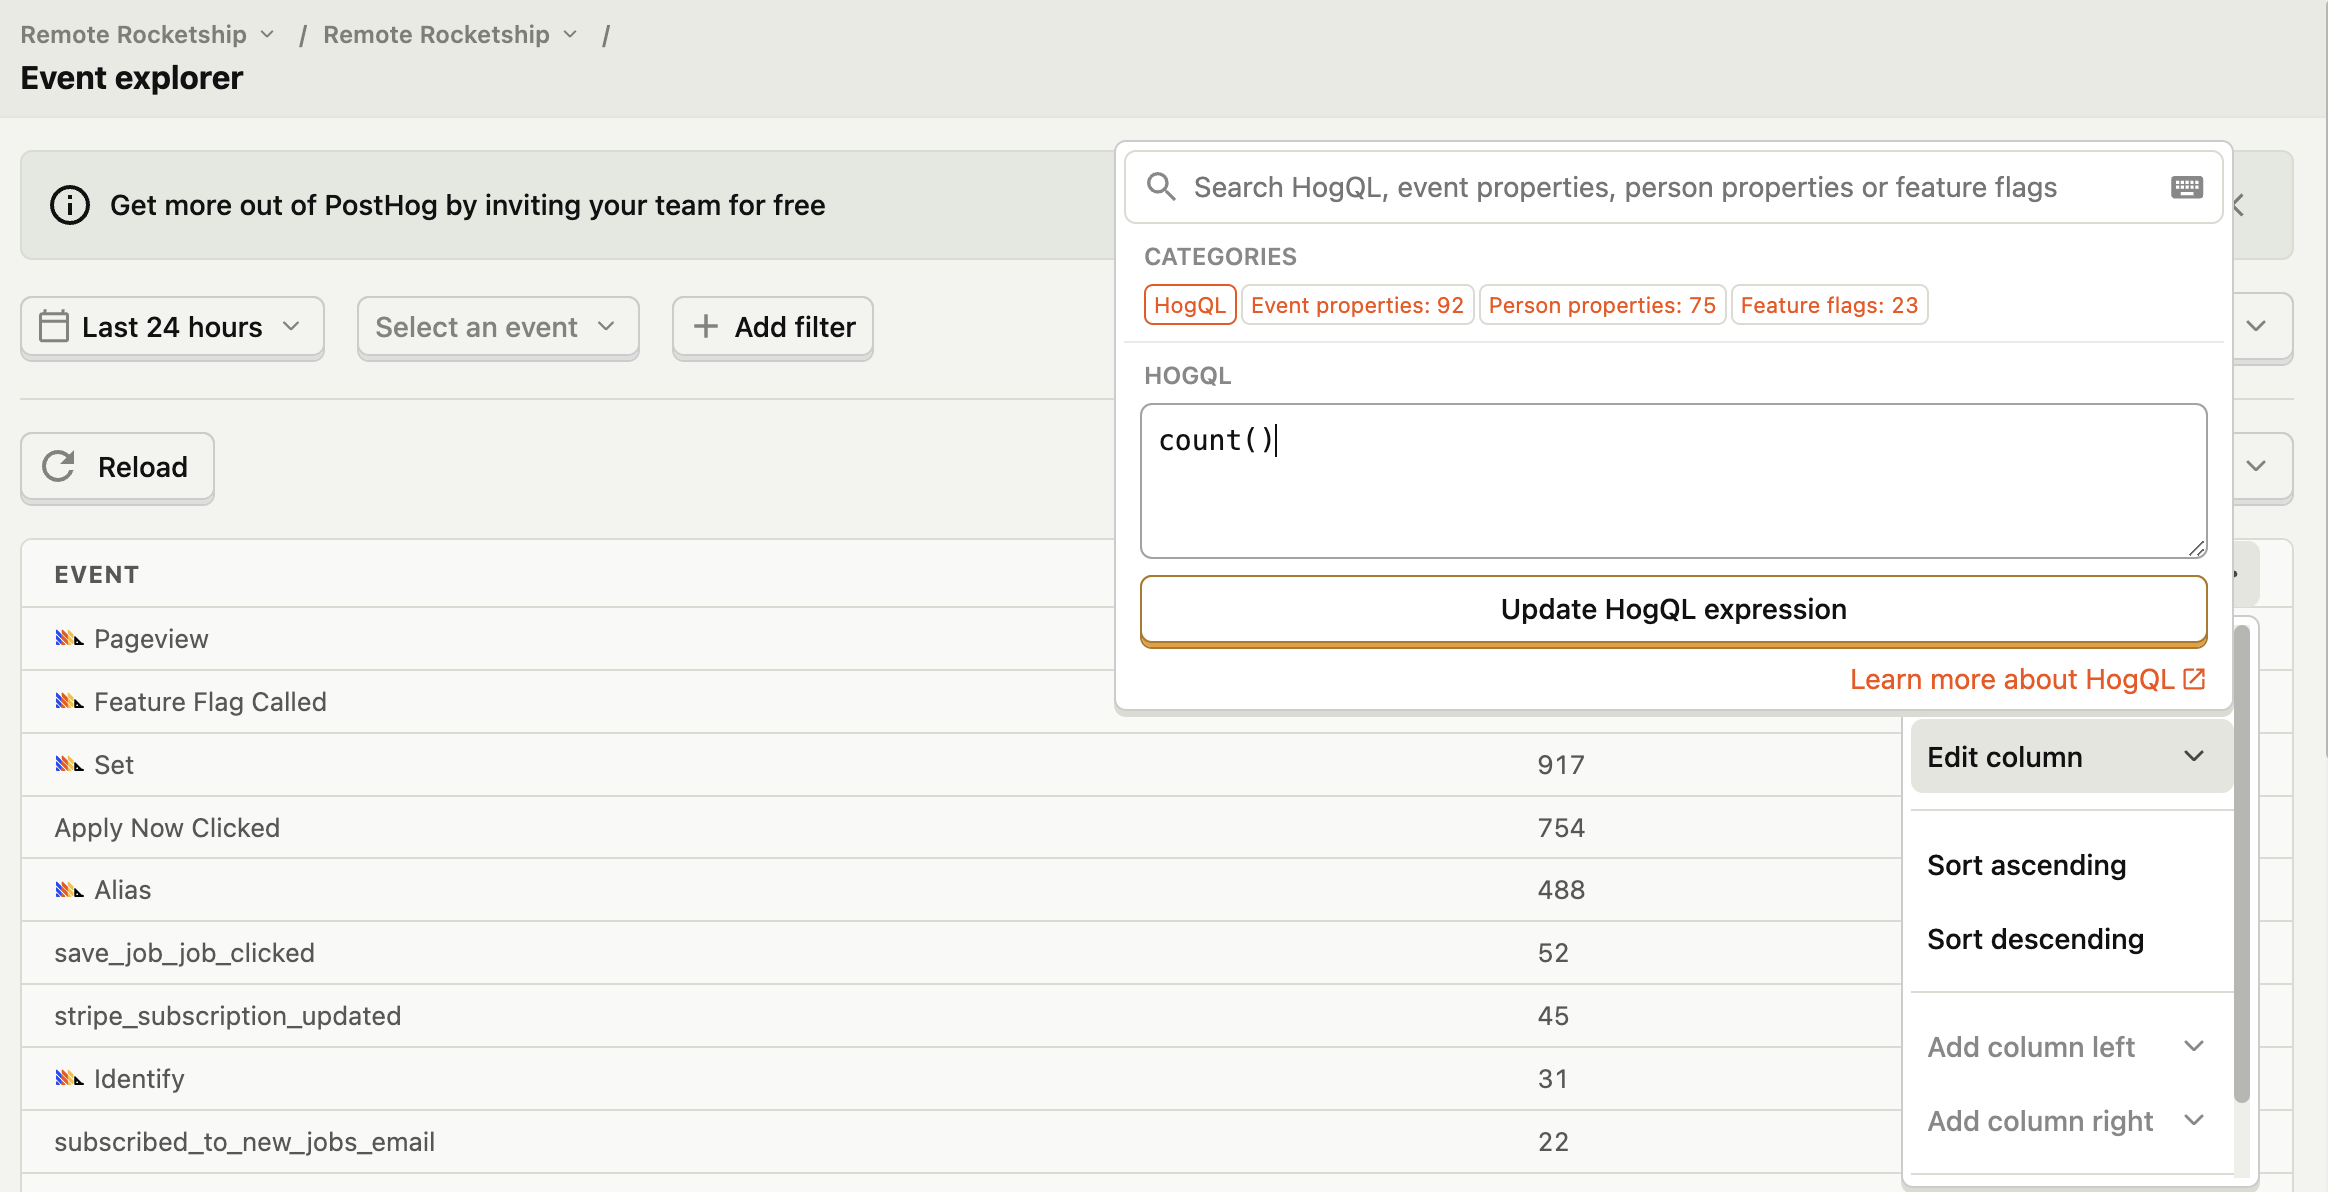 Remote Rocketship / Remote Rocketship /
Event explorer
Get more out of PostHog by inviting your team for free
Last 24 hours
Select an event
Add filter
Reload
Search HogQL, event properties, person properties or feature flags
CATEGORIES
HogQL Event properties: 92 Person properties: 75 Feature flags: 23
HOGQL
count()
Update HogQL expression
Learn more about HogQL
EVENT
Pageview
Feature Flag Called
Set 917
Apply Now Clicked 754
Alias 488
save_job_job_clicked 52
stripe_subscription_updated 45
Identify 31
subscribed_to_new_jobs_email 22
Edit column
Sort ascending
Sort descending
Add column left
Add column right